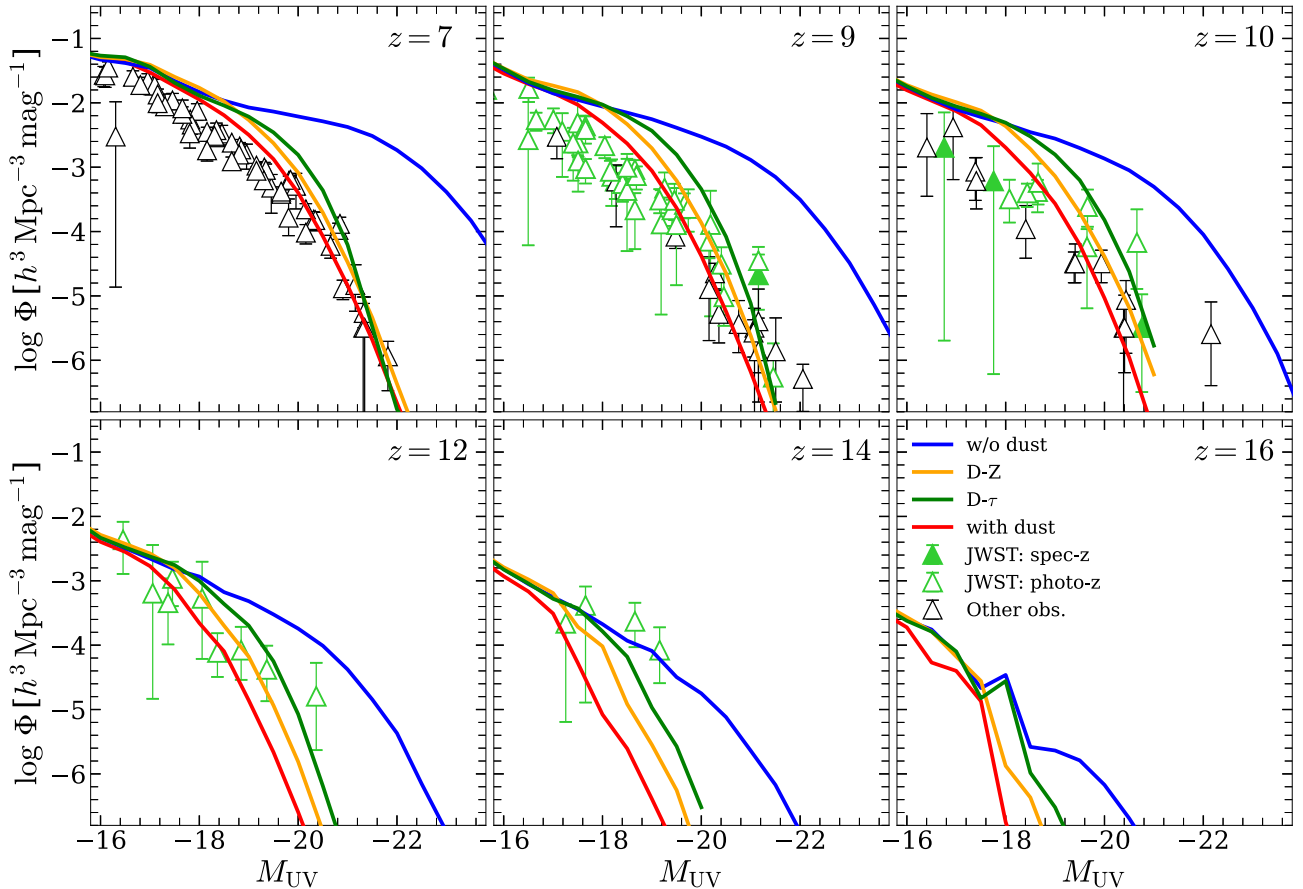 z = 7
z = 9
z = 10
log Φ [h³ Mpc⁻³ mag⁻¹]
−1
−2
−3
−4
−5
−6
z = 12
z = 14
z = 16
log Φ [h³ Mpc⁻³ mag⁻¹]
−1
−2
−3
−4
−5
−6
w/o dust
D-Z
D-τ
with dust
JWST: spec-z
JWST: photo-z
Other obs.
−16 −18 −20 −22
−16 −18 −20 −22
−16 −18 −20 −22
M_UV
M_UV
M_UV